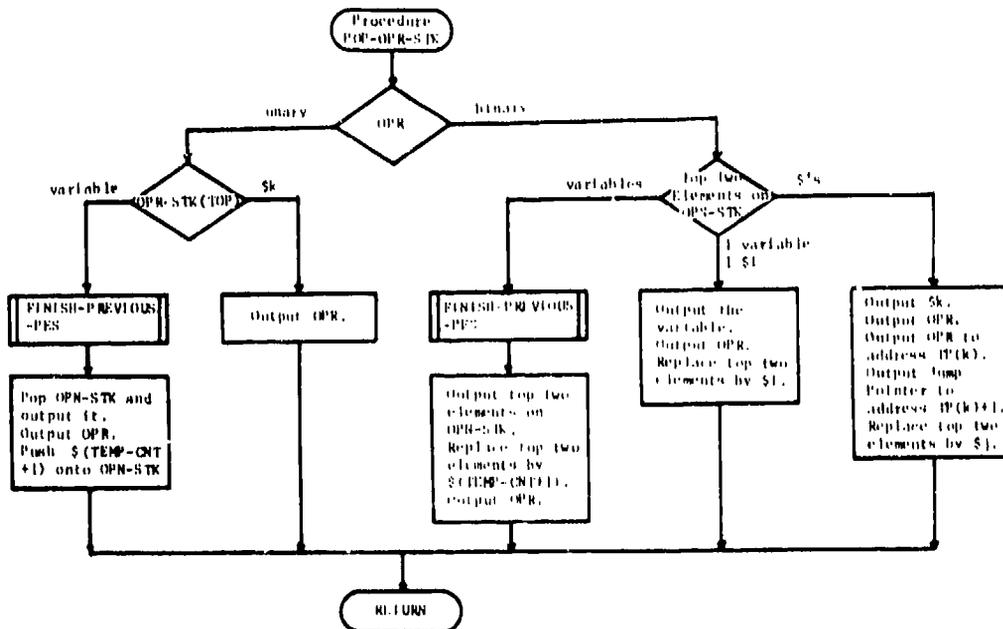 Procedure
POP-OPR-STK
unary
OPR
binary
variable
OPN-STK(TOP)
$k
variables
Top two
Elements on
OPN-STK
$'s
1 variable
1 $1
FINISH-PREVIOUS
-PES
Output OPR.
FINISH-PREVIOUS
-PES
Output the
variable.
Output OPR.
Replace top two
elements by $1.
Output $k.
Output OPR.
Output OPR to
address IP(k).
Output Jump
Pointer to
address IP(k)+1.
Replace top two
elements by $j.
Pop OPN-STK and
output it.
Output OPR.
Push $(TEMP-CNT
+1) onto OPN-STK
Output top two
elements on
OPN-STK.
Replace top two
elements by
$(TEMP-CNT+1).
Output OPR.
RETURN